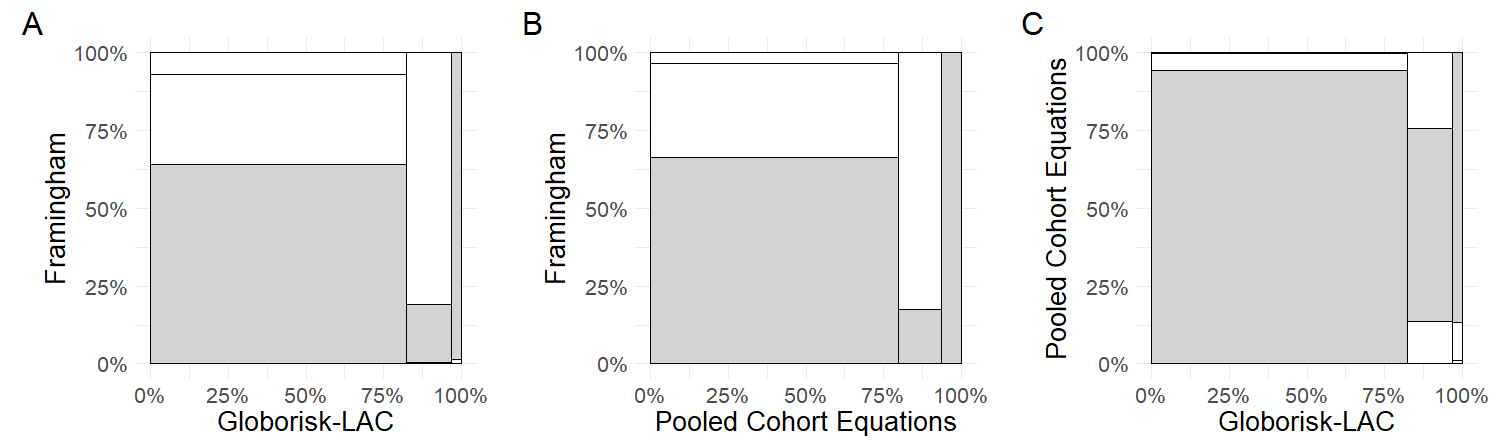 A
Framingham
100%
75%
50%
25%
0%
0% 25% 50% 75% 100%
Globorisk-LAC
B
Framingham
100%
75%
50%
25%
0%
0% 25% 50% 75% 100%
Pooled Cohort Equations
C
Pooled Cohort Equations
100%
75%
50%
25%
0%
0% 25% 50% 75% 100%
Globorisk-LAC